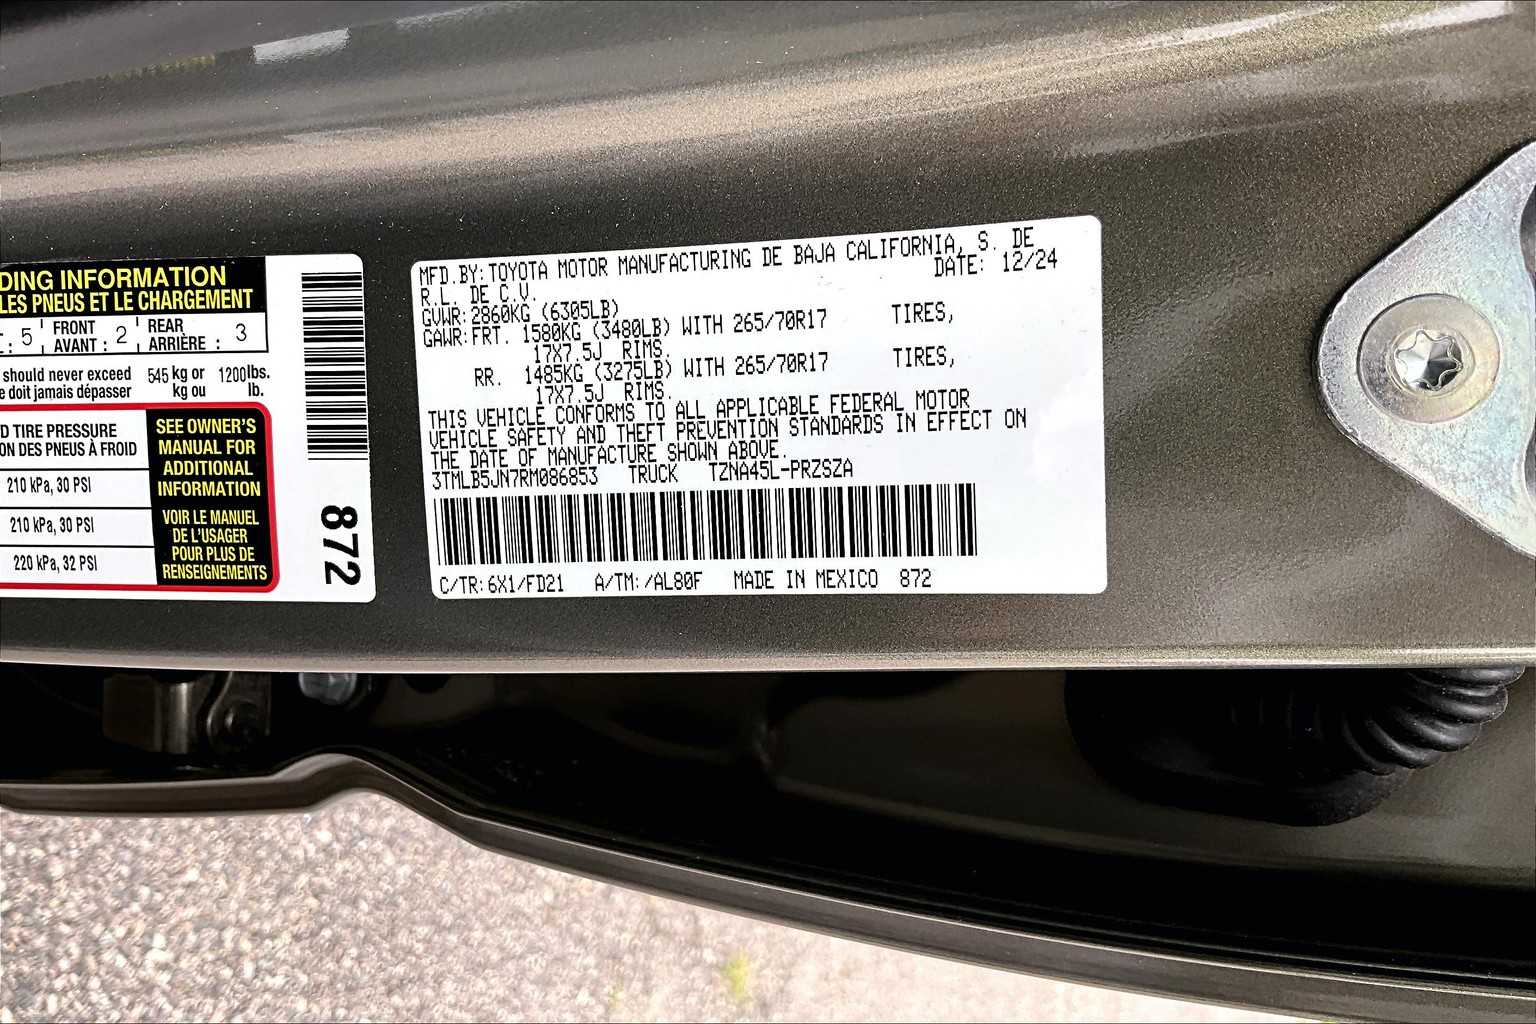 DING INFORMATION
LES PNEUS ET LE CHARGEMENT
: 5 FRONT AVANT : 2 REAR ARRIÈRE : 3
should never exceed 545 kg or 1200 lbs.
e doit jamais dépasser kg ou lb.
D TIRE PRESSURE
ON DES PNEUS À FROID
210 kPa, 30 PSI
210 kPa, 30 PSI
220 kPa, 32 PSI
SEE OWNER'S
MANUAL FOR
ADDITIONAL
INFORMATION
VOIR LE MANUEL
DE L'USAGER
POUR PLUS DE
RENSEIGNEMENTS
872
MFD.BY:TOYOTA MOTOR MANUFACTURING DE BAJA CALIFORNIA, S. DE
R.L. DE C.V. DATE: 12/24
GVWR:2860KG (6305LB)
GAWR:FRT. 1580KG (3480LB) WITH 265/70R17 TIRES,
17X7.5J RIMS.
RR. 1485KG (3275LB) WITH 265/70R17 TIRES,
17X7.5J RIMS.
THIS VEHICLE CONFORMS TO ALL APPLICABLE FEDERAL MOTOR
VEHICLE SAFETY AND THEFT PREVENTION STANDARDS IN EFFECT ON
THE DATE OF MANUFACTURE SHOWN ABOVE.
3TMLB5JN7RM086853 TRUCK TZNA45L-PRZSZA
C/TR: 6X1/FD21 A/TM: /AL80F MADE IN MEXICO 872